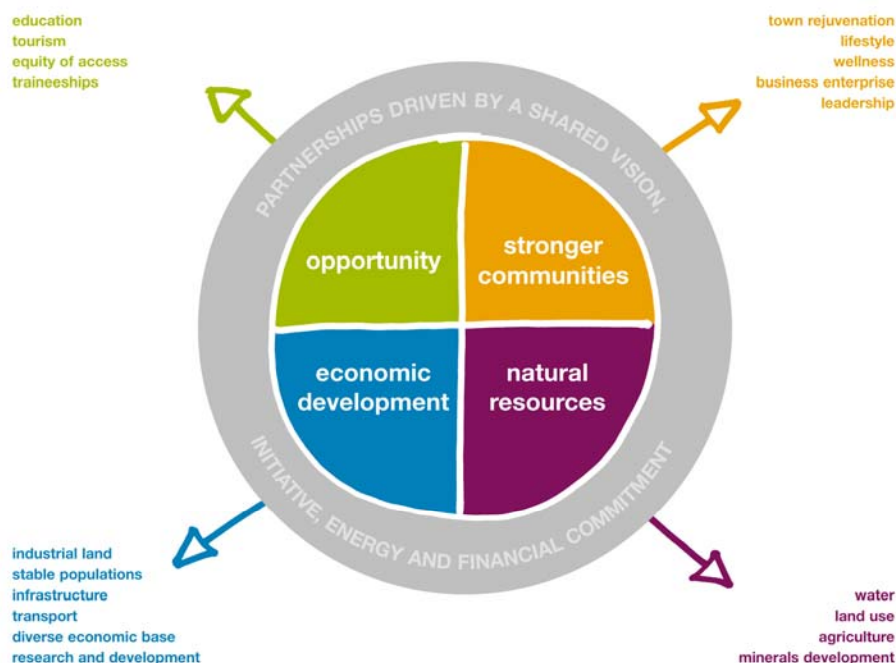 education
tourism
equity of access
traineeships
town rejuvenation
lifestyle
wellness
business enterprise
leadership
PARTNERSHIPS DRIVEN BY A SHARED VISION,
opportunity
stronger
communities
economic
development
natural
resources
INITIATIVE, ENERGY AND FINANCIAL COMMITMENT
industrial land
stable populations
infrastructure
transport
diverse economic base
research and development
water
land use
agriculture
minerals development